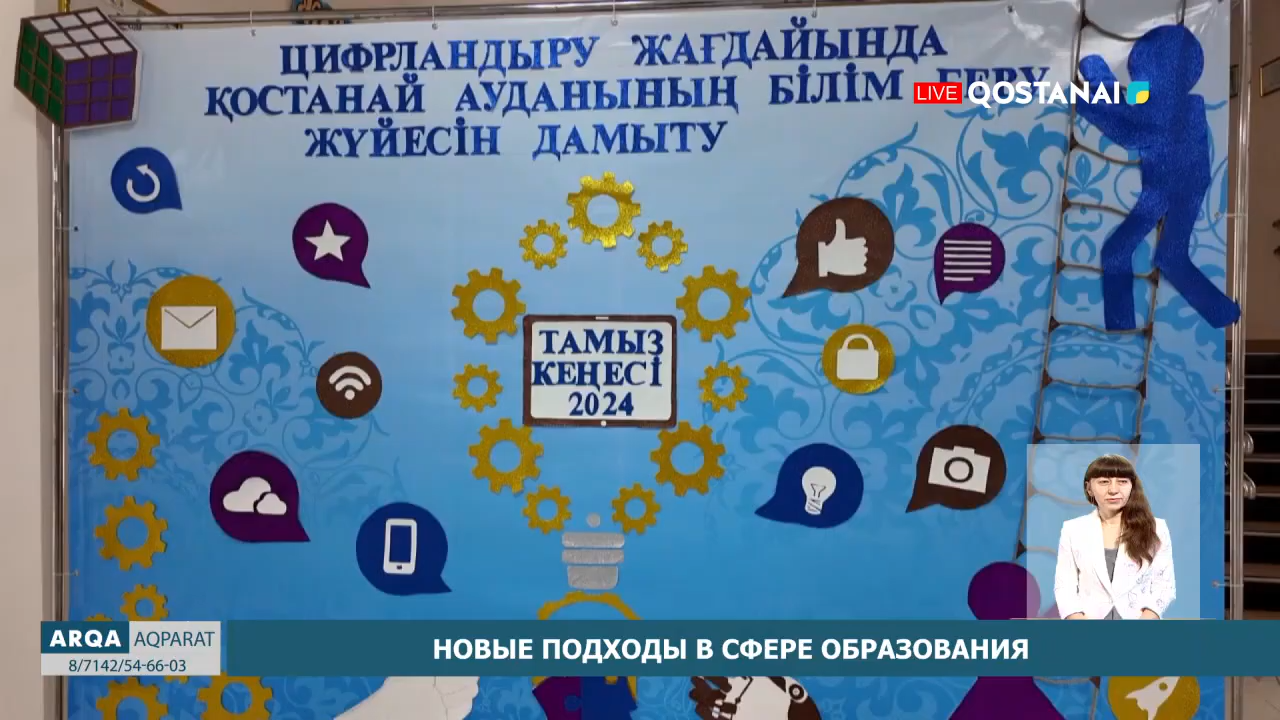 ЦИФРЛАНДЫРУ ЖАҒДАЙЫНДА
ҚОСТАНАЙ АУДАНЫНЫҢ БІЛІМ БЕРУ
LIVE QOSTANAI
ЖҮЙЕСІН ДАМЫТУ
ТАМЫЗ
КЕҢЕСІ
2024
ARQA AQPARAT
8/7142/54-66-03
НОВЫЕ ПОДХОДЫ В СФЕРЕ ОБРАЗОВАНИЯ